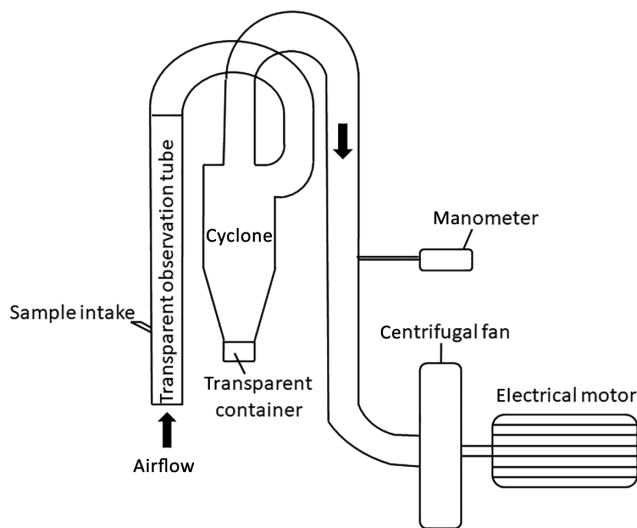 Transparent observation tube
Cyclone
Manometer
Sample intake
Centrifugal fan
Transparent
container
Electrical motor
Airflow